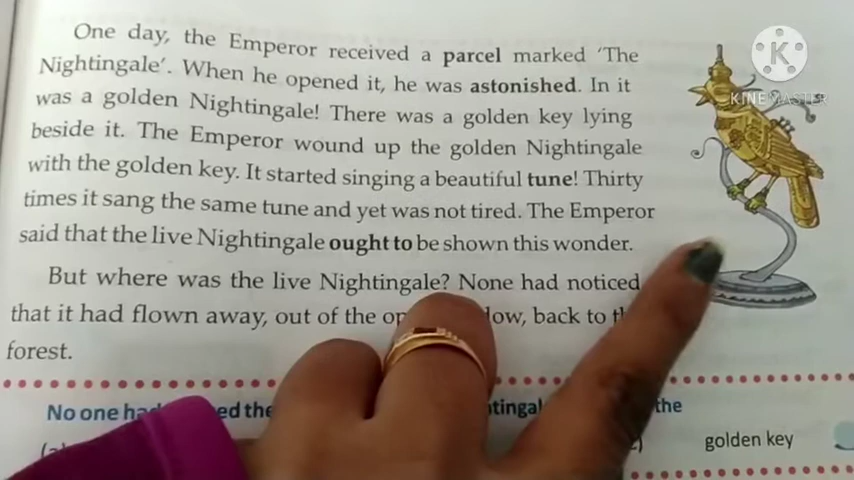 One day, the Emperor received a parcel marked 'The
Nightingale'. When he opened it, he was astonished. In it
was a golden Nightingale! There was a golden key lying
beside it. The Emperor wound up the golden Nightingale
with the golden key. It started singing a beautiful tune! Thirty
times it sang the same tune and yet was not tired. The Emperor
said that the live Nightingale ought to be shown this wonder.
But where was the live Nightingale? None had noticed
that it had flown away, out of the back to
forest.
No one the the
golden key
K
KINEMASTER